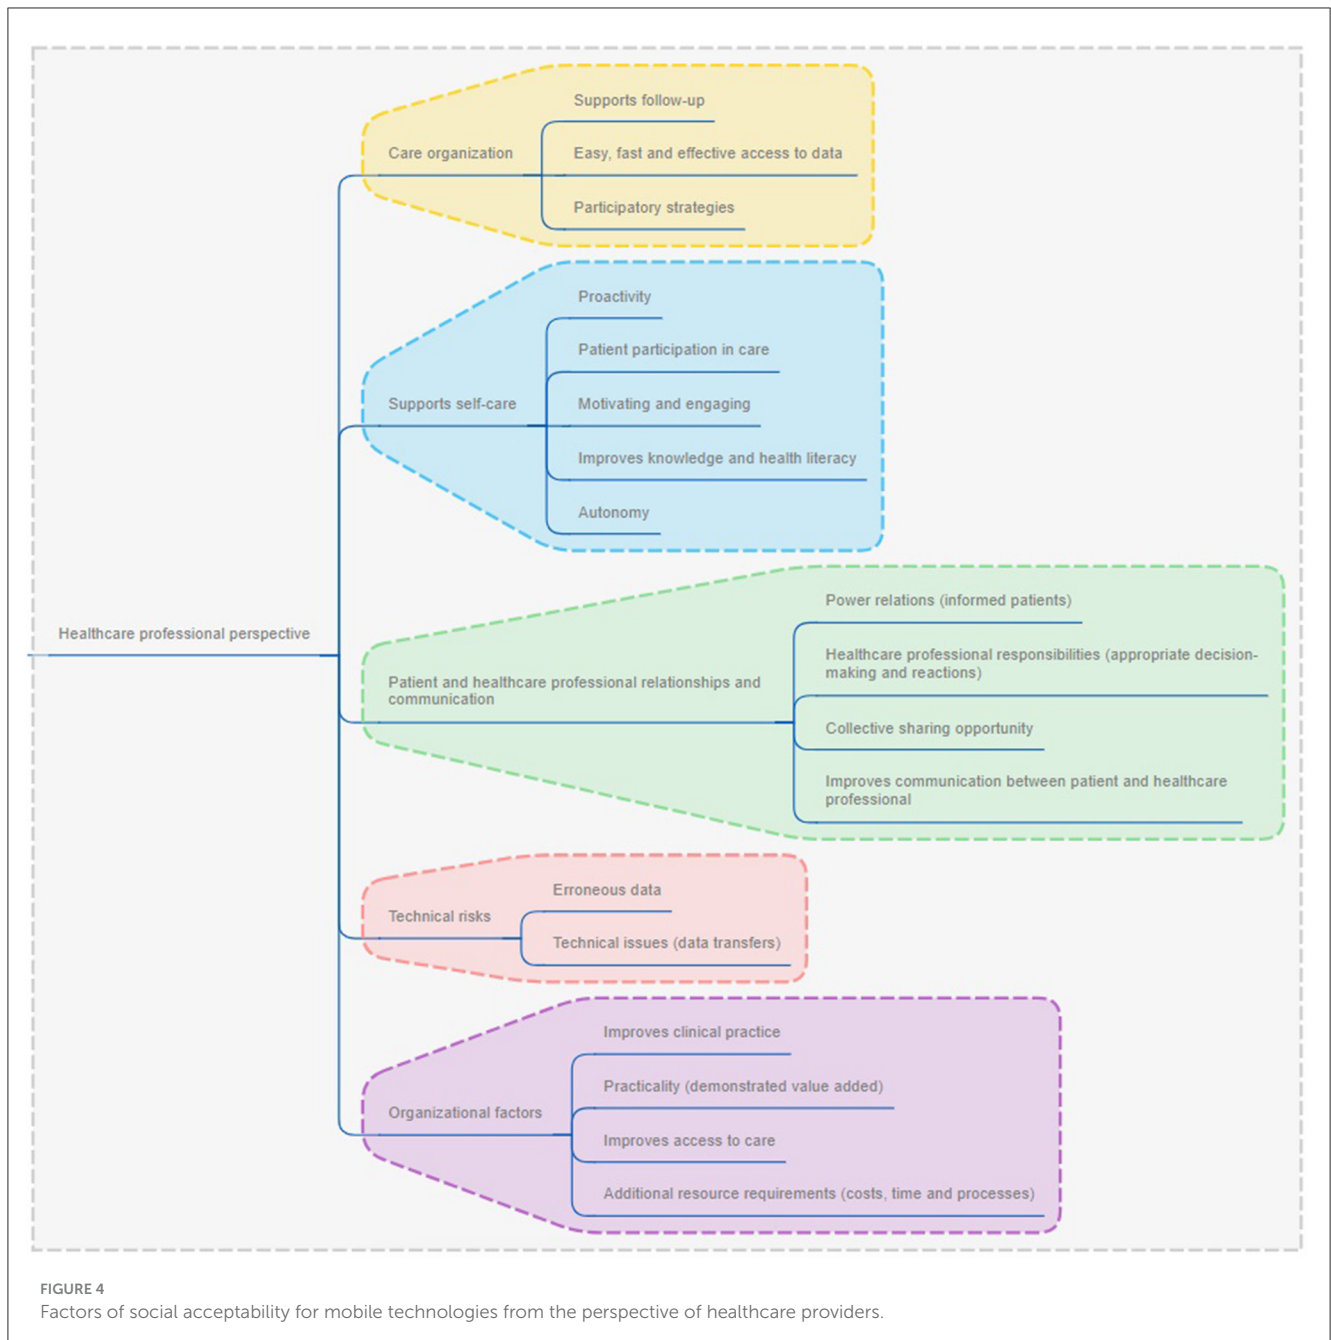 Healthcare professional perspective
Care organization
Supports follow-up
Easy, fast and effective access to data
Participatory strategies
Supports self-care
Proactivity
Patient participation in care
Motivating and engaging
Improves knowledge and health literacy
Autonomy
Patient and healthcare professional relationships and
communication
Power relations (informed patients)
Healthcare professional responsibilities (appropriate decision-
making and reactions)
Collective sharing opportunity
Improves communication between patient and healthcare
professional
Technical risks
Erroneous data
Technical issues (data transfers)
Organizational factors
Improves clinical practice
Practicality (demonstrated value added)
Improves access to care
Additional resource requirements (costs, time and processes)
FIGURE 4
Factors of social acceptability for mobile technologies from the perspective of healthcare providers.